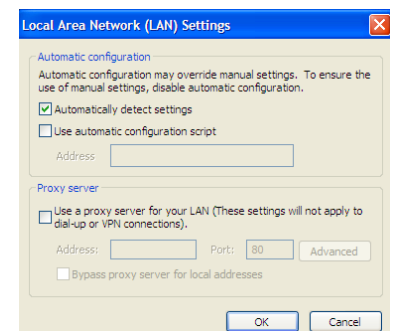 Local Area Network (LAN) Settings
Automatic configuration
Automatic configuration may override manual settings. To ensure the
use of manual settings, disable automatic configuration.
Automatically detect settings
Use automatic configuration script
Address
Proxy server
Use a proxy server for your LAN (These settings will not apply to
dial-up or VPN connections).
Address: Port: 80 Advanced
Bypass proxy server for local addresses
OK Cancel